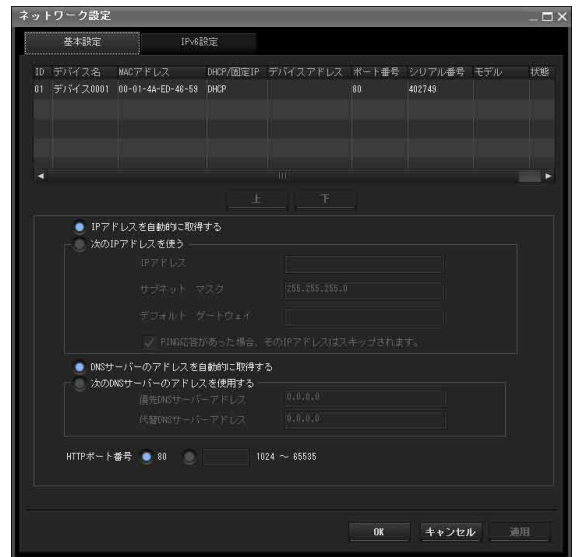 ネットワーク設定
基本設定 IPv6設定
ID デバイス名 MACアドレス DHCP/固定IP デバイスアドレス ポート番号 シリアル番号 モデル 状態
01 デバイス0001 00-01-4A-ED-46-59 DHCP 80 402749
上 下
IPアドレスを自動的に取得する
次のIPアドレスを使う
IPアドレス
サブネット マスク 255.255.255.0
デフォルト ゲートウェイ
PING応答があった場合、そのIPアドレスはスキップされます。
DNSサーバーのアドレスを自動的に取得する
次のDNSサーバーのアドレスを使用する
優先DNSサーバーアドレス 0.0.0.0
代替DNSサーバーアドレス 0.0.0.0
HTTPポート番号 80 1024 ～ 65535
OK キャンセル 適用